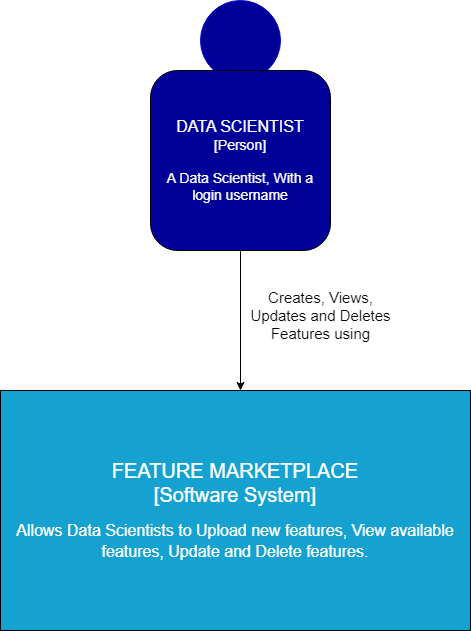 DATA SCIENTIST
[Person]
A Data Scientist, With a
login username
Creates, Views,
Updates and Deletes
Features using
FEATURE MARKETPLACE
[Software System]
Allows Data Scientists to Upload new features, View available
features, Update and Delete features.